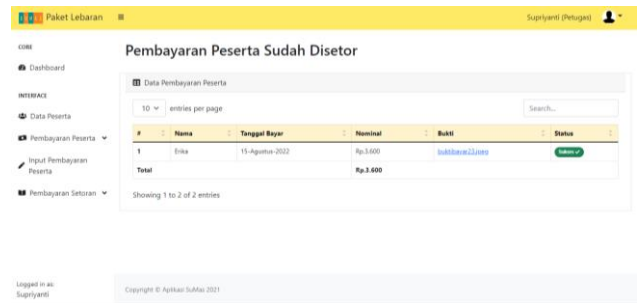 Paket Lebaran
Supriyanti (Petugas)
CORE
Dashboard
INTERFACE
Data Peserta
Pembayaran Peserta
Input Pembayaran
Peserta
Pembayaran Setoran
Pembayaran Peserta Sudah Disetor
Data Pembayaran Peserta
10 entries per page
Search...
# Nama Tanggal Bayar Nominal Bukti Status
1 Erika 15-Agustus-2022 Rp.3.600 Sukses
Total Rp.3.600
Showing 1 to 2 of 2 entries
Logged in as:
Supriyanti
Copyright © Aplikasi SuMas 2021